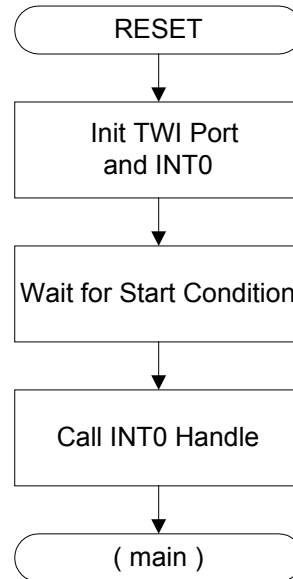 RESET
Init TWI Port
and INT0
Wait for Start Condition
Call INT0 Handle
( main )